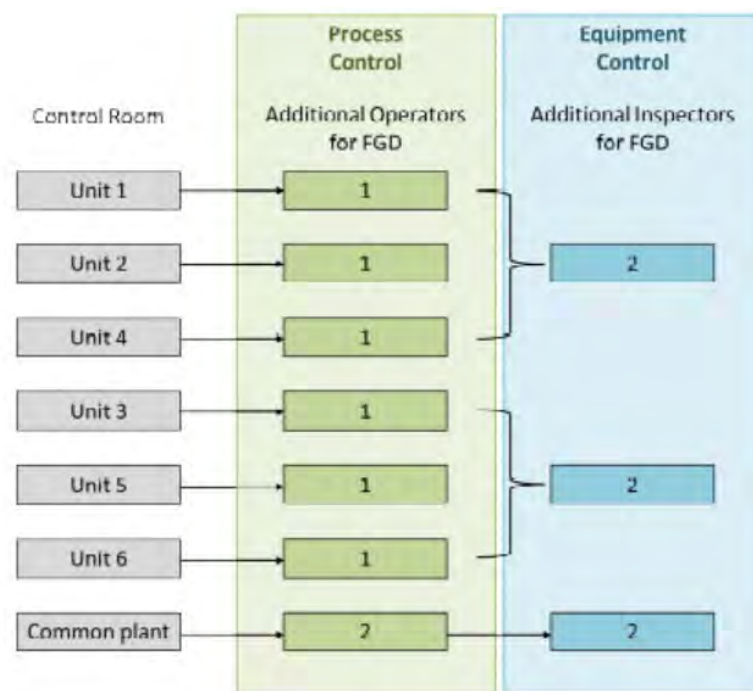 Process
Control
Equipment
Control
Control Room
Additional Operators
for FGD
Additional Inspectors
for FGD
Unit 1
1
Unit 2
1
2
Unit 4
1
Unit 3
1
Unit 5
1
2
Unit 6
1
Common plant
2
2